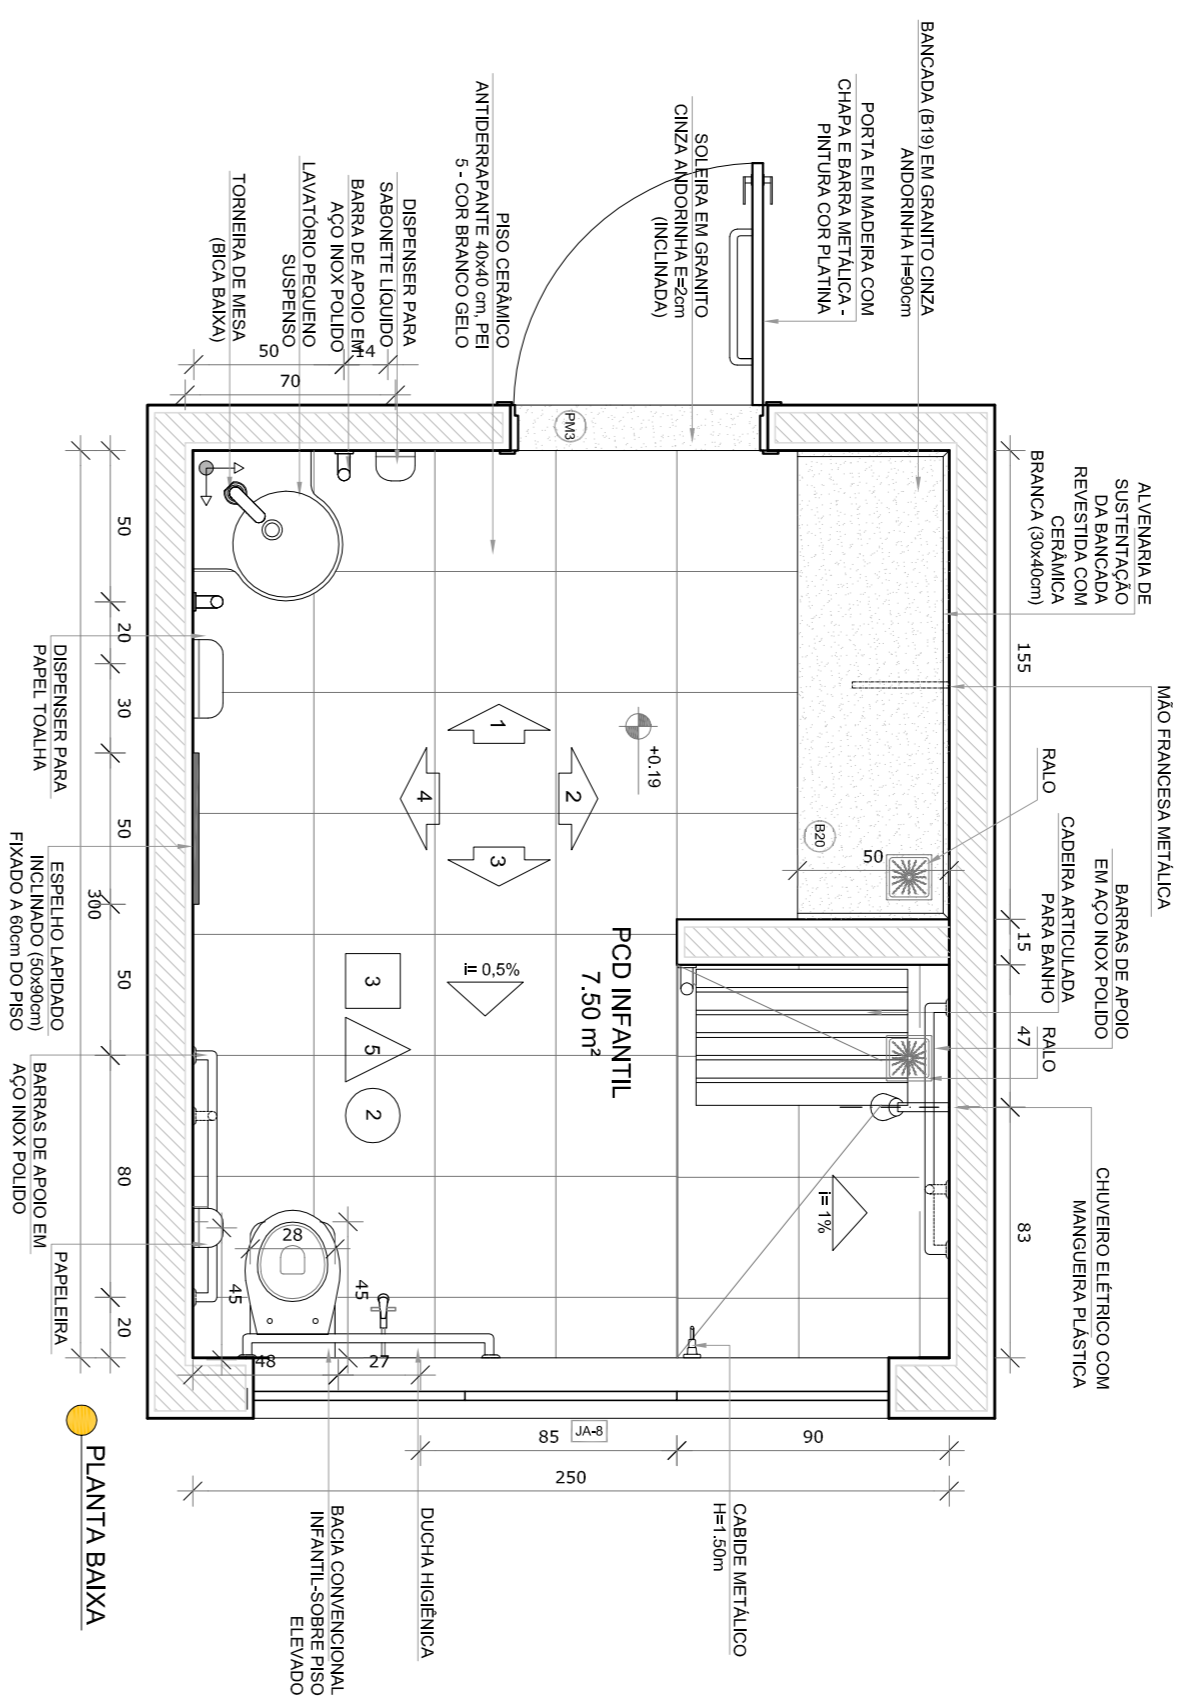 BANCADA (B19) EM GRANITO CINZA
ANDORINHA H=90cm
PORTA EM MADEIRA COM
CHAPA E BARRA METÁLICA -
PINTURA COR PLATINA
SOLEIRA EM GRANITO
CINZA ANDORINHA E=2cm
(INCLINADA)
PISO CERÂMICO
ANTIDERRAPANTE 40x40 cm, PEI
5 - COR BRANCO GELO
DISPENSER PARA
SABONETE LÍQUIDO
BARRA DE APOIO EM
AÇO INOX POLIDO
LAVATÓRIO PEQUENO
SUSPENSO
TORNEIRA DE MESA
(BICA BAIXA)
14
50
70
PM3
ALVENARIA DE
SUSTENTAÇÃO
DA BANCADA
REVESTIDA COM
CERÂMICA
BRANCA (30x40cm)
MÃO FRANCESA METÁLICA
RALO
CADEIRA ARTICULADA
PARA BANHO
BARRAS DE APOIO
EM AÇO INOX POLIDO
RALO
CHUVEIRO ELÉTRICO COM
MANGUEIRA PLÁSTICA
155
15
47
83
B20
50
+0.19
1
2
3
4
PCD INFANTIL
7.50 m²
i= 0,5%
i= 1%
3
5
2
28
45
45
48
27
50
20
30
50
50
80
20
300
DISPENSER PARA
PAPEL TOALHA
ESPELHO LAPIDADO
INCLINADO (50x90cm)
FIXADO A 60cm DO PISO
BARRAS DE APOIO EM
AÇO INOX POLIDO
PAPELEIRA
JA-8
85
90
250
CABIDE METÁLICO
H=1.50m
DUCHA HIGIÊNICA
BACIA CONVENCIONAL
INFANTIL-SOBRE PISO
ELEVADO
PLANTA BAIXA